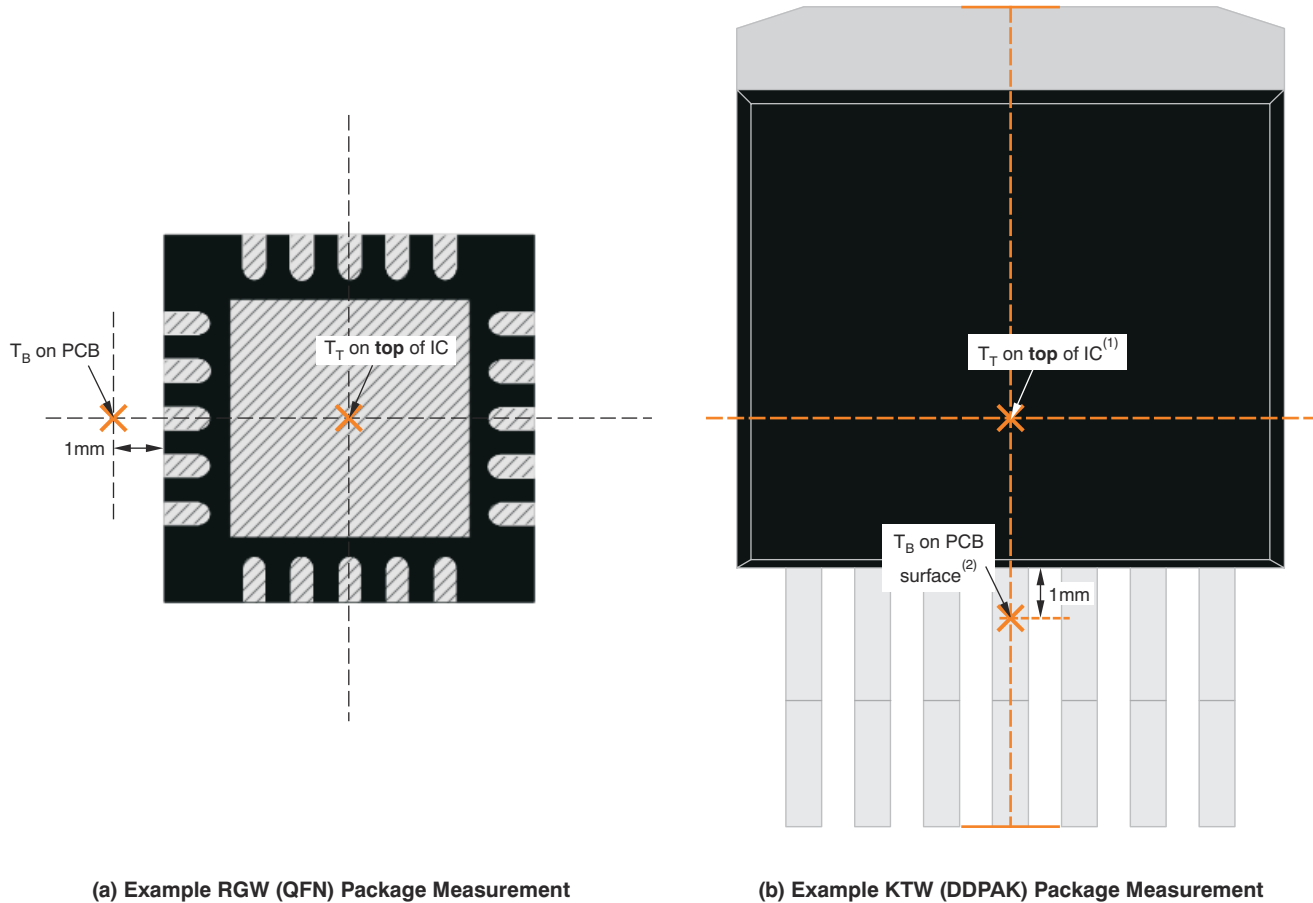 T_B on PCB
1mm
T_T on top of IC
(a) Example RGW (QFN) Package Measurement
T_T on top of IC(1)
T_B on PCB
surface(2)
1mm
(b) Example KTW (DDPAK) Package Measurement